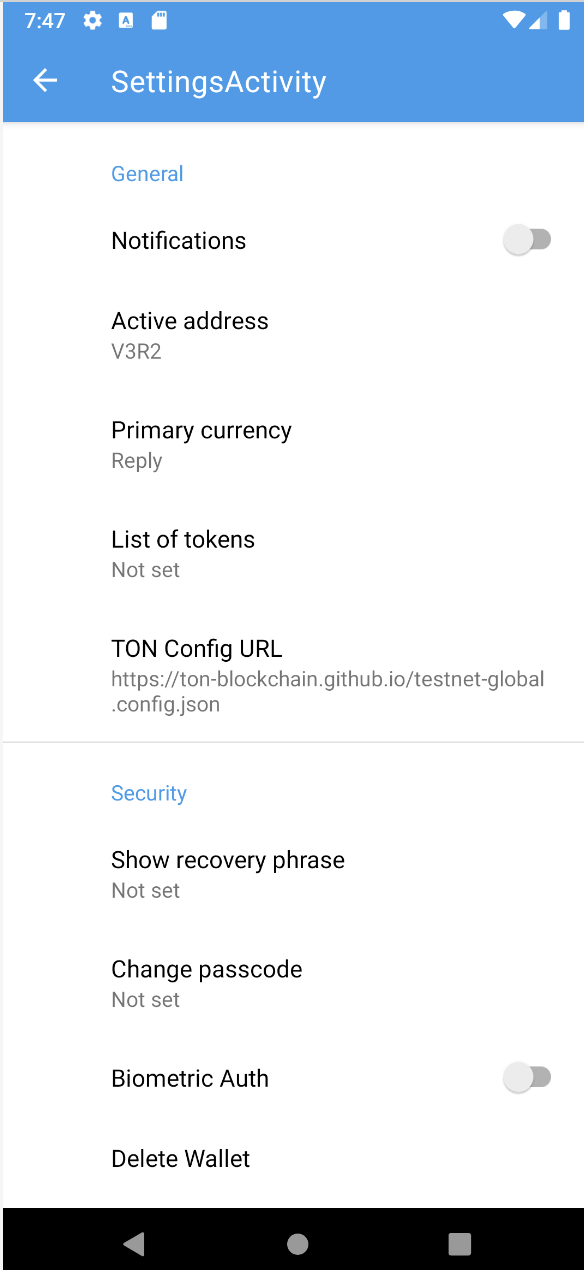 7:47
A
SettingsActivity
General
Notifications
Active address
V3R2
Primary currency
Reply
List of tokens
Not set
TON Config URL
https://ton-blockchain.github.io/testnet-global
.config.json
Security
Show recovery phrase
Not set
Change passcode
Not set
Biometric Auth
Delete Wallet